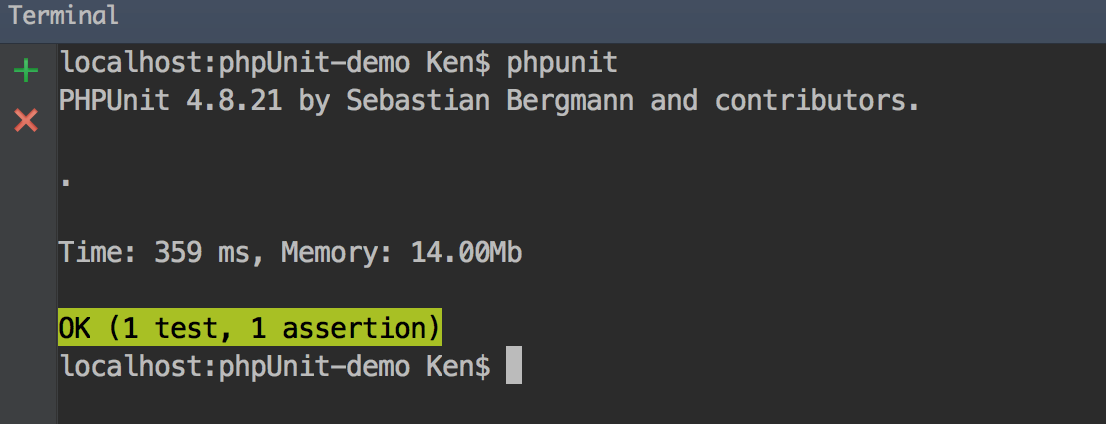 Terminal
localhost:phpUnit-demo Ken$ phpunit
PHPUnit 4.8.21 by Sebastian Bergmann and contributors.
.
Time: 359 ms, Memory: 14.00Mb
OK (1 test, 1 assertion)
localhost:phpUnit-demo Ken$